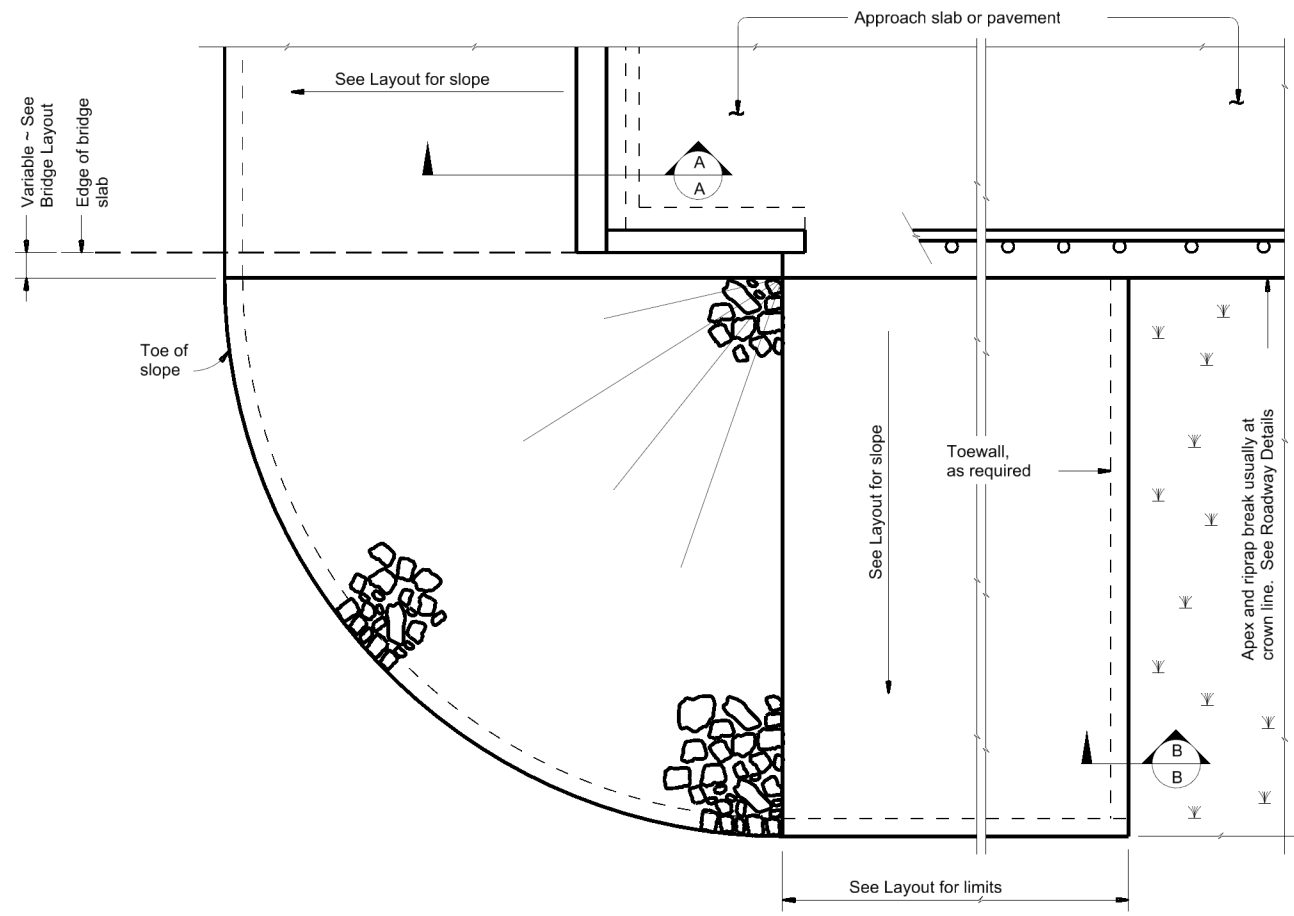 Approach slab or pavement
See Layout for slope
Variable ~ See
Bridge Layout
Edge of bridge
slab
A
A
Toe of
slope
See Layout for slope
Toewall,
as required
Apex and riprap break usually at
crown line. See Roadway Details
B
B
See Layout for limits